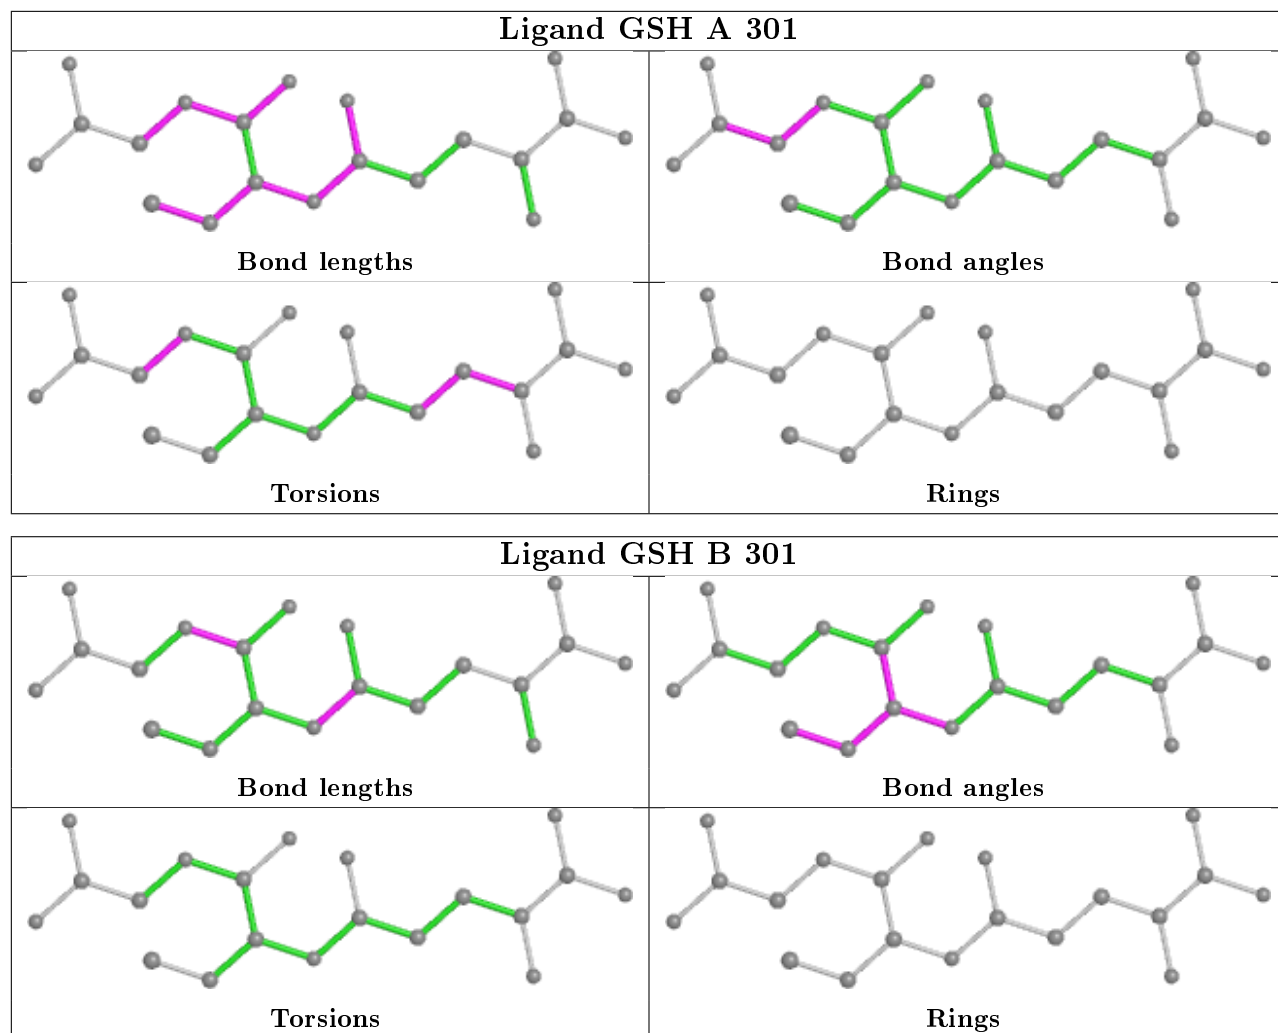 Ligand GSH A 301
Bond lengths
Bond angles
Torsions
Rings
Ligand GSH B 301
Bond lengths
Bond angles
Torsions
Rings